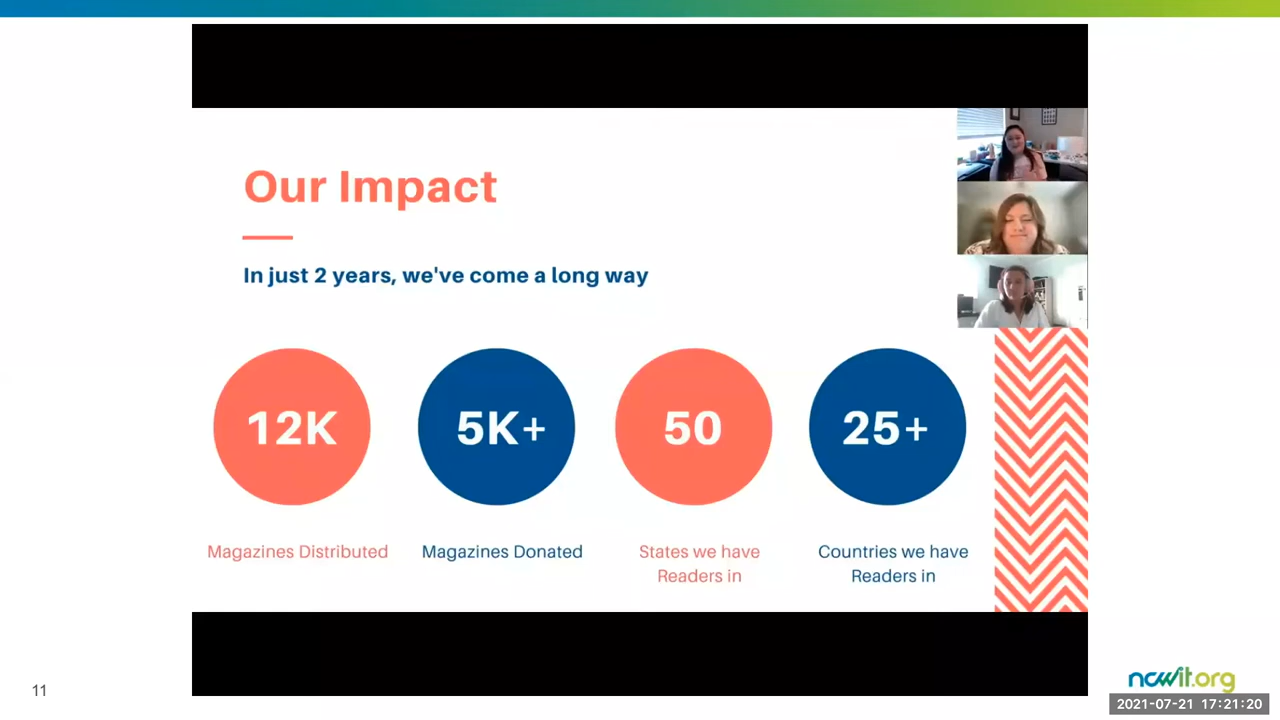 Our Impact
In just 2 years, we've come a long way
12K
5K+
50
25+
Magazines Distributed
Magazines Donated
States we have
Readers in
Countries we have
Readers in
11
ncwit.org
2021-07-21 17:21:20